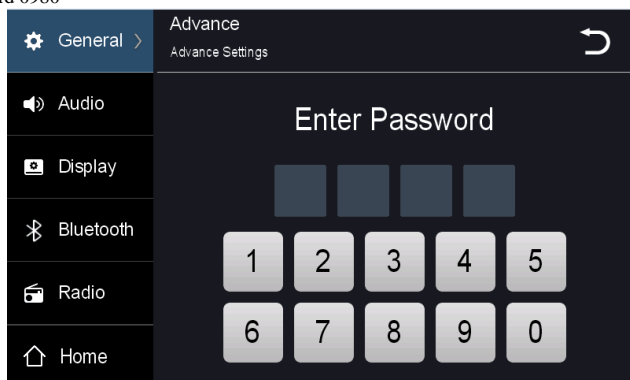 General >
Audio
Display
Bluetooth
Radio
Home
Advance
Advance Settings
Enter Password
1 2 3 4 5
6 7 8 9 0